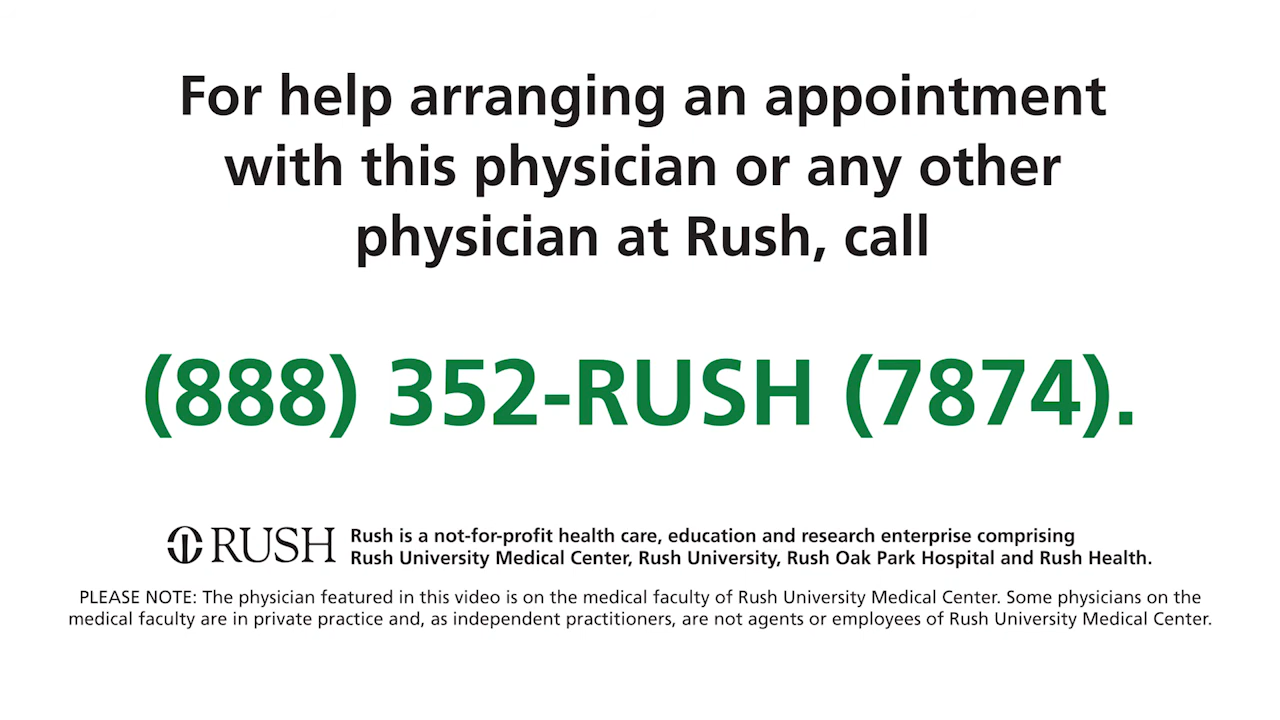 For help arranging an appointment
with this physician or any other
physician at Rush, call
(888) 352-RUSH (7874).
RUSH
Rush is a not-for-profit health care, education and research enterprise comprising
Rush University Medical Center, Rush University, Rush Oak Park Hospital and Rush Health.
PLEASE NOTE: The physician featured in this video is on the medical faculty of Rush University Medical Center. Some physicians on the
medical faculty are in private practice and, as independent practitioners, are not agents or employees of Rush University Medical Center.